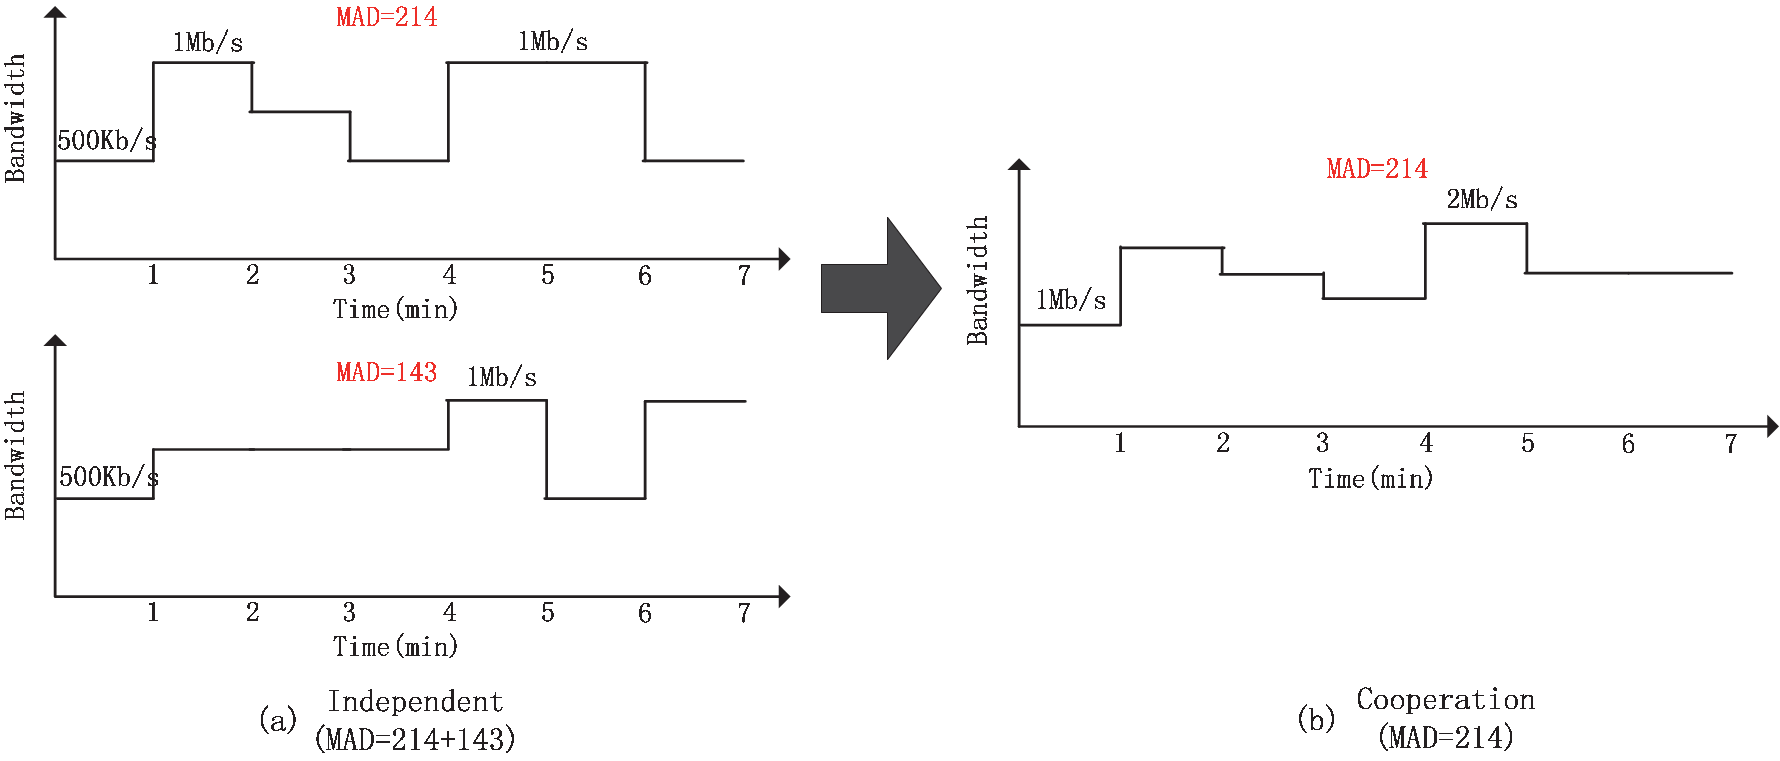 MAD=214
1Mb/s
1Mb/s
500Kb/s
Bandwidth
1 2 3 4 5 6 7
Time(min)
MAD=143
1Mb/s
500Kb/s
Bandwidth
1 2 3 4 5 6 7
Time(min)
(a) Independent
(MAD=214+143)
MAD=214
2Mb/s
1Mb/s
Bandwidth
1 2 3 4 5 6 7
Time(min)
(b) Cooperation
(MAD=214)